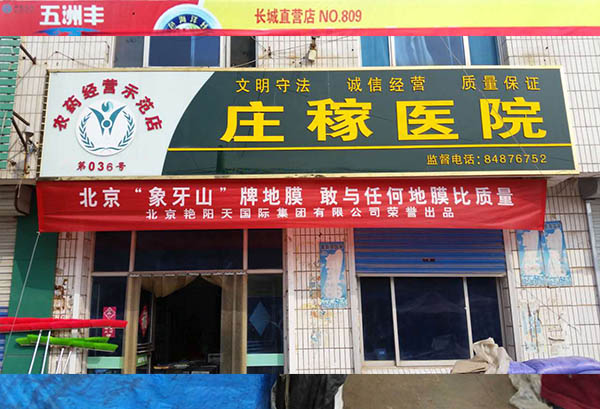 五洲丰
长城直营店 NO.809
农药经营示范店
第036号
文明守法 诚信经营 质量保证
庄稼医院
监督电话:84876752
北京“象牙山”牌地膜 敢与任何地膜比质量
北京艳阳天国际集团有限公司荣誉出品